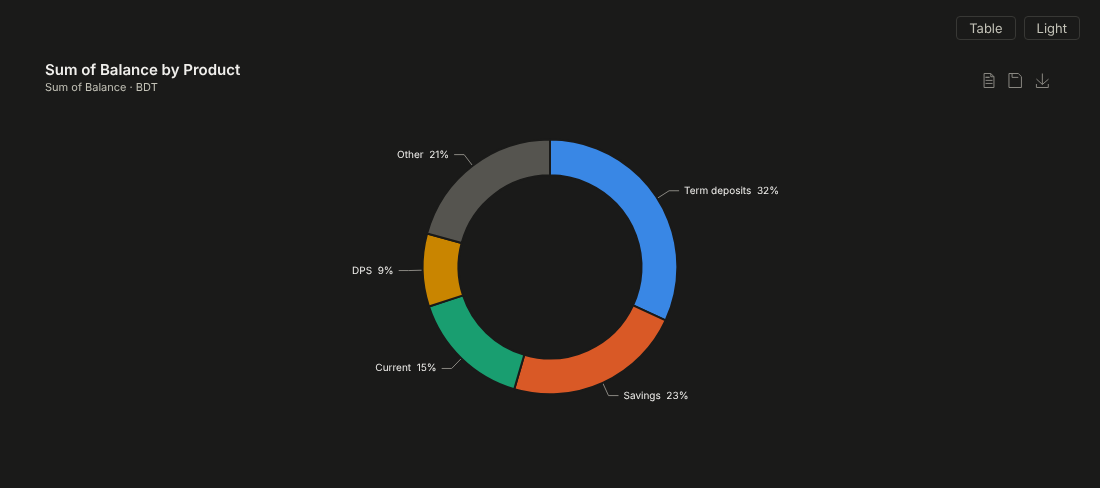 Table Light
Sum of Balance by Product
Sum of Balance · BDT
Other 21%
Term deposits 32%
DPS 9%
Current 15%
Savings 23%